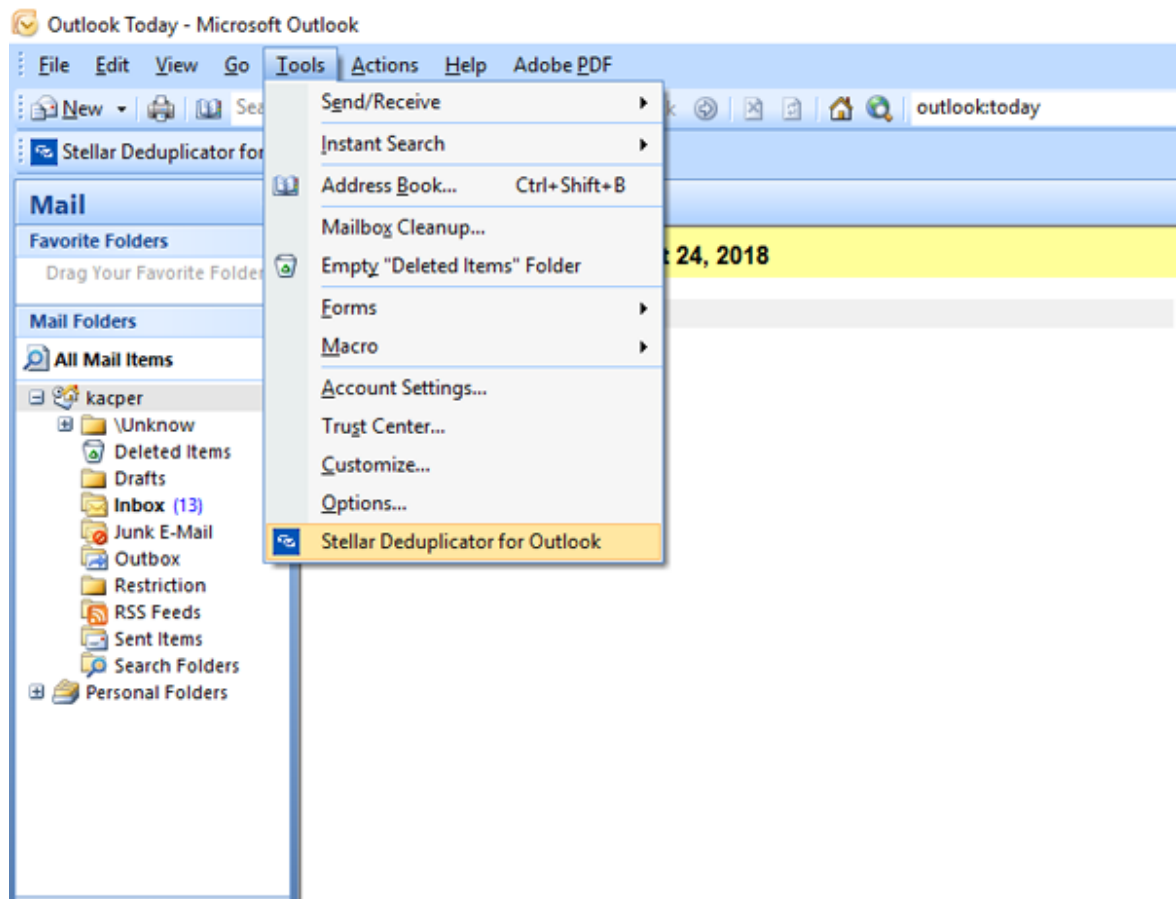 Outlook Today - Microsoft Outlook
File Edit View Go Tools Actions Help Adobe PDF
New outlook:today
Stellar Deduplicator for
Mail
Favorite Folders
Drag Your Favorite Folder
Mail Folders
All Mail Items
kacper
\Unknow
Deleted Items
Drafts
Inbox (13)
Junk E-Mail
Outbox
Restriction
RSS Feeds
Sent Items
Search Folders
Personal Folders
Send/Receive
Instant Search
Address Book... Ctrl+Shift+B
Mailbox Cleanup...
Empty "Deleted Items" Folder
Forms
Macro
Account Settings...
Trust Center...
Customize...
Options...
Stellar Deduplicator for Outlook
24, 2018